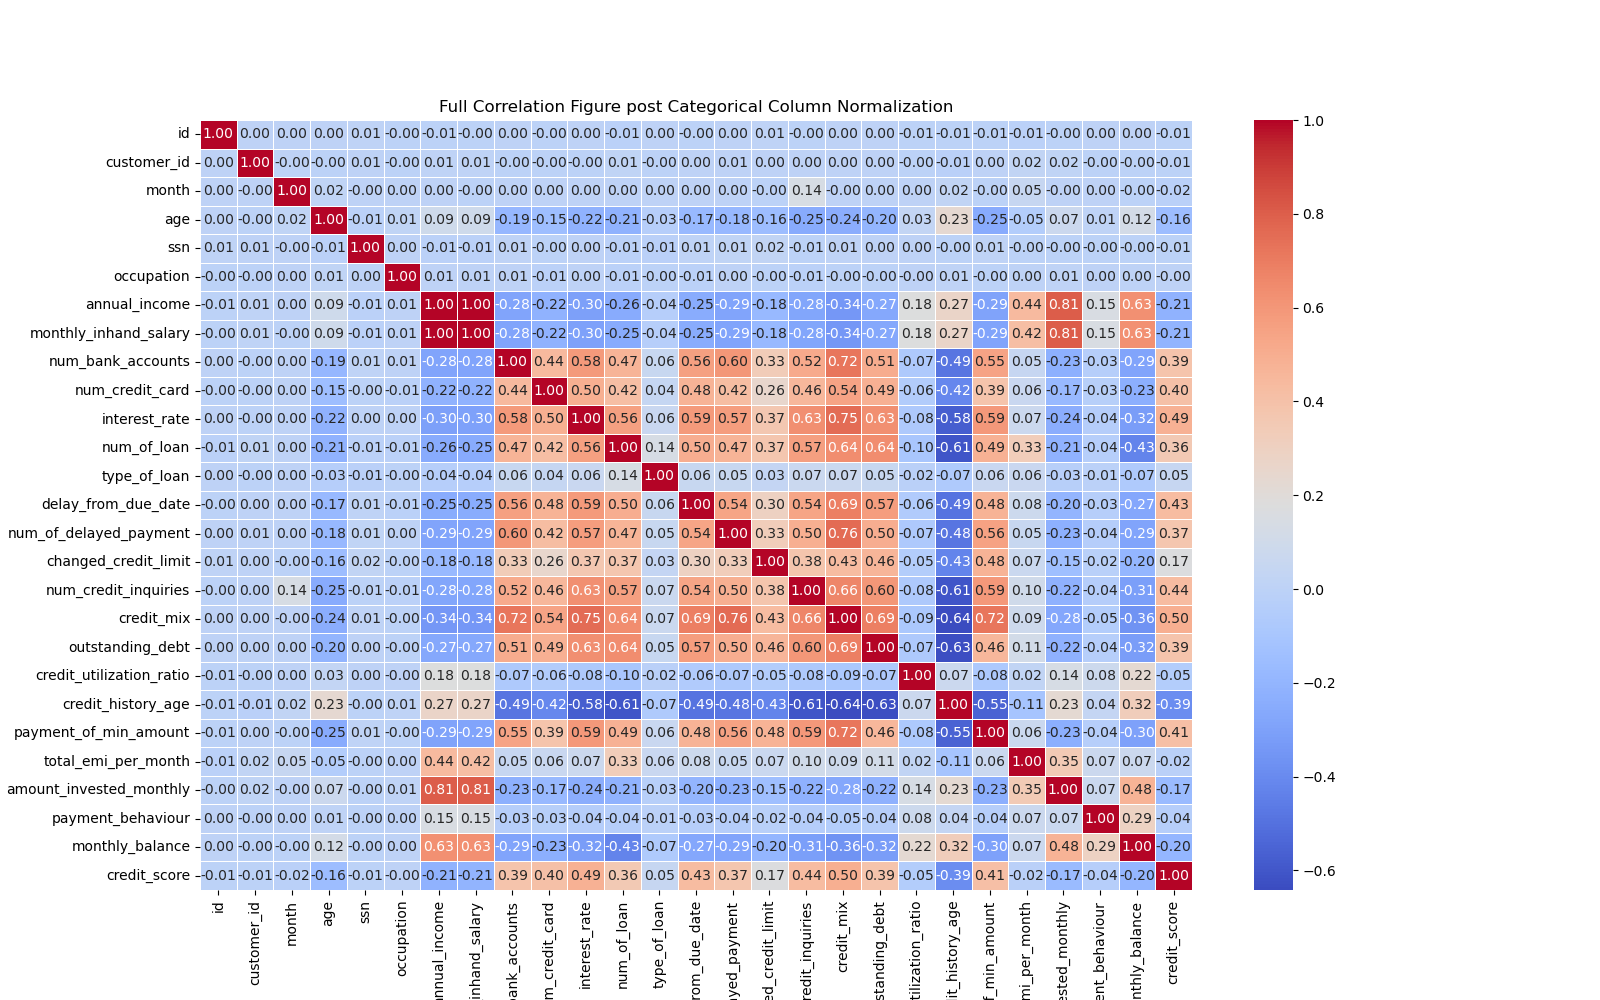 Full Correlation Figure post Categorical Column Normalization
id 1.00 0.00 0.00 0.00 0.01 -0.00 -0.01 -0.00 0.00 -0.00 0.00 -0.01 0.00 -0.00 0.00 0.01 -0.00 0.00 0.00 -0.01 -0.01 -0.01 -0.01 -0.00 0.00 0.00 -0.01
customer_id 0.00 1.00 -0.00 -0.00 0.01 -0.00 0.01 0.01 -0.00 -0.00 -0.00 0.01 -0.00 0.00 0.01 0.00 0.00 0.00 0.00 -0.00 -0.01 0.00 0.02 0.02 -0.00 -0.00 -0.01
month 0.00 -0.00 1.00 0.02 -0.00 0.00 0.00 -0.00 0.00 0.00 0.00 0.00 0.00 0.00 0.00 -0.00 0.14 -0.00 0.00 0.00 0.02 -0.00 0.05 -0.00 0.00 -0.00 -0.02
age 0.00 -0.00 0.02 1.00 -0.01 0.01 0.09 0.09 -0.19 -0.15 -0.22 -0.21 -0.03 -0.17 -0.18 -0.16 -0.25 -0.24 -0.20 0.03 0.23 -0.25 -0.05 0.07 0.01 0.12 -0.16
ssn 0.01 0.01 -0.00 -0.01 1.00 0.00 -0.01 -0.01 0.01 -0.00 0.00 -0.01 -0.01 0.01 0.01 0.02 -0.01 0.01 0.00 0.00 -0.00 0.01 -0.00 -0.00 0.00 -0.00 -0.01
occupation -0.00 -0.00 0.00 0.01 0.00 1.00 0.01 0.01 0.01 -0.01 0.00 -0.01 -0.00 -0.01 0.00 -0.00 -0.01 -0.00 -0.00 -0.00 0.01 -0.00 0.00 0.01 0.00 0.00 -0.00
annual_income -0.01 0.01 0.00 0.09 -0.01 0.01 1.00 1.00 -0.28 -0.22 -0.30 -0.26 -0.04 -0.25 -0.29 -0.18 -0.28 -0.34 -0.27 0.18 0.27 -0.29 0.44 0.81 0.15 0.63 -0.21
monthly_inhand_salary -0.00 0.01 -0.00 0.09 -0.01 0.01 1.00 1.00 -0.28 -0.22 -0.30 -0.25 -0.04 -0.25 -0.29 -0.18 -0.28 -0.34 -0.27 0.18 0.27 -0.29 0.42 0.81 0.15 0.63 -0.21
num_bank_accounts 0.00 -0.00 0.00 -0.19 0.01 0.01 -0.28 -0.28 1.00 0.44 0.58 0.47 0.06 0.56 0.60 0.33 0.52 0.72 0.51 -0.07 -0.49 0.55 0.05 -0.23 -0.03 -0.29 0.39
num_credit_card -0.00 -0.00 0.00 -0.15 -0.00 -0.01 -0.22 -0.22 0.44 1.00 0.50 0.42 0.04 0.48 0.42 0.26 0.46 0.54 0.49 -0.06 -0.42 0.39 0.06 -0.17 -0.03 -0.23 0.40
interest_rate 0.00 -0.00 0.00 -0.22 0.00 0.00 -0.30 -0.30 0.58 0.50 1.00 0.56 0.06 0.59 0.57 0.37 0.63 0.75 0.63 -0.08 -0.58 0.59 0.07 -0.24 -0.04 -0.32 0.49
num_of_loan -0.01 0.01 0.00 -0.21 -0.01 -0.01 -0.26 -0.25 0.47 0.42 0.56 1.00 0.14 0.50 0.47 0.37 0.57 0.64 0.64 -0.10 -0.61 0.49 0.33 -0.21 -0.04 -0.43 0.36
type_of_loan 0.00 -0.00 0.00 -0.03 -0.01 -0.00 -0.04 -0.04 0.06 0.04 0.06 0.14 1.00 0.06 0.05 0.03 0.07 0.07 0.05 -0.02 -0.07 0.06 0.06 -0.03 -0.01 -0.07 0.05
delay_from_due_date -0.00 0.00 0.00 -0.17 0.01 -0.01 -0.25 -0.25 0.56 0.48 0.59 0.50 0.06 1.00 0.54 0.30 0.54 0.69 0.57 -0.06 -0.49 0.48 0.08 -0.20 -0.03 -0.27 0.43
num_of_delayed_payment 0.00 0.01 0.00 -0.18 0.01 0.00 -0.29 -0.29 0.60 0.42 0.57 0.47 0.05 0.54 1.00 0.33 0.50 0.76 0.50 -0.07 -0.48 0.56 0.05 -0.23 -0.04 -0.29 0.37
changed_credit_limit 0.01 0.00 -0.00 -0.16 0.02 -0.00 -0.18 -0.18 0.33 0.26 0.37 0.37 0.03 0.30 0.33 1.00 0.38 0.43 0.46 -0.05 -0.43 0.48 0.07 -0.15 -0.02 -0.20 0.17
num_credit_inquiries -0.00 0.00 0.14 -0.25 -0.01 -0.01 -0.28 -0.28 0.52 0.46 0.63 0.57 0.07 0.54 0.50 0.38 1.00 0.66 0.60 -0.08 -0.61 0.59 0.10 -0.22 -0.04 -0.31 0.44
credit_mix 0.00 0.00 -0.00 -0.24 0.01 -0.00 -0.34 -0.34 0.72 0.54 0.75 0.64 0.07 0.69 0.76 0.43 0.66 1.00 0.69 -0.09 -0.64 0.72 0.09 -0.28 -0.05 -0.36 0.50
outstanding_debt 0.00 0.00 0.00 -0.20 0.00 -0.00 -0.27 -0.27 0.51 0.49 0.63 0.64 0.05 0.57 0.50 0.46 0.60 0.69 1.00 -0.07 -0.63 0.46 0.11 -0.22 -0.04 -0.32 0.39
credit_utilization_ratio -0.01 -0.00 0.00 0.03 0.00 -0.00 0.18 0.18 -0.07 -0.06 -0.08 -0.10 -0.02 -0.06 -0.07 -0.05 -0.08 -0.09 -0.07 1.00 0.07 -0.08 0.02 0.14 0.08 0.22 -0.05
credit_history_age -0.01 -0.01 0.02 0.23 -0.00 0.01 0.27 0.27 -0.49 -0.42 -0.58 -0.61 -0.07 -0.49 -0.48 -0.43 -0.61 -0.64 -0.63 0.07 1.00 -0.55 -0.11 0.23 0.04 0.32 -0.39
payment_of_min_amount -0.01 0.00 -0.00 -0.25 0.01 -0.00 -0.29 -0.29 0.55 0.39 0.59 0.49 0.06 0.48 0.56 0.48 0.59 0.72 0.46 -0.08 -0.55 1.00 0.06 -0.23 -0.04 -0.30 0.41
total_emi_per_month -0.01 0.02 0.05 -0.05 -0.00 0.00 0.44 0.42 0.05 0.06 0.07 0.33 0.06 0.08 0.05 0.07 0.10 0.09 0.11 0.02 -0.11 0.06 1.00 0.35 0.07 0.07 -0.02
amount_invested_monthly -0.00 0.02 -0.00 0.07 -0.00 0.01 0.81 0.81 -0.23 -0.17 -0.24 -0.21 -0.03 -0.20 -0.23 -0.15 -0.22 -0.28 -0.22 0.14 0.23 -0.23 0.35 1.00 0.07 0.48 -0.17
payment_behaviour 0.00 -0.00 0.00 0.01 0.00 0.00 0.15 0.15 -0.03 -0.03 -0.04 -0.04 -0.01 -0.03 -0.04 -0.02 -0.04 -0.05 -0.04 0.08 0.04 -0.04 0.07 0.07 1.00 0.29 -0.04
monthly_balance 0.00 -0.00 -0.00 0.12 -0.00 0.00 0.63 0.63 -0.29 -0.23 -0.32 -0.43 -0.07 -0.27 -0.29 -0.20 -0.31 -0.36 -0.32 0.22 0.32 -0.30 0.07 0.48 0.29 1.00 -0.20
credit_score -0.01 -0.01 -0.02 -0.16 -0.01 -0.00 -0.21 -0.21 0.39 0.40 0.49 0.36 0.05 0.43 0.37 0.17 0.44 0.50 0.39 -0.05 -0.39 0.41 -0.02 -0.17 -0.04 -0.20 1.00
id
customer_id
month
age
ssn
occupation
annual_income
inhand_salary
bank_accounts
m_credit_card
interest_rate
num_of_loan
type_of_loan
rom_due_date
ayed_payment
ed_credit_limit
redit_inquiries
credit_mix
standing_debt
tilization_ratio
dit_history_age
f_min_amount
mi_per_month
ested_monthly
ent_behaviour
nthly_balance
credit_score
1.0
0.8
0.6
0.4
0.2
0.0
−0.2
−0.4
−0.6